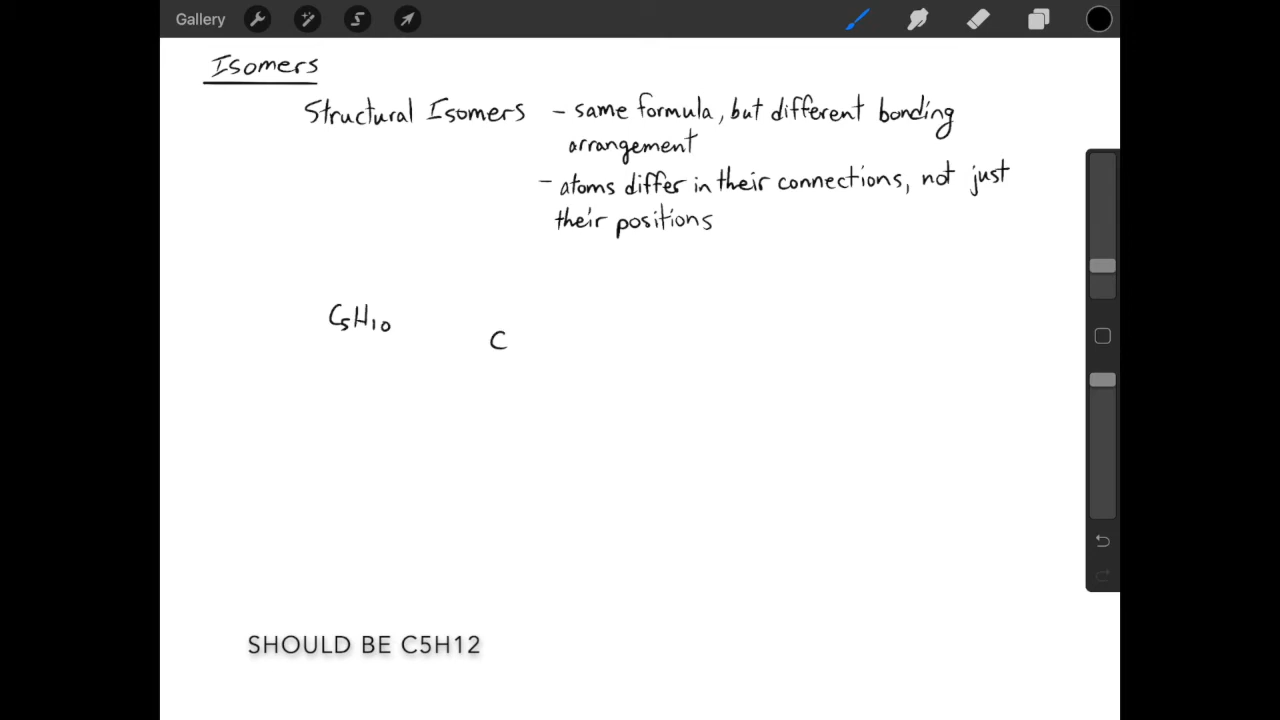 Gallery
Isomers
Structural Isomers - same formula, but different bonding
arrangement
- atoms differ in their connections, not just
their positions
C₅H₁₀
C
SHOULD BE C5H12